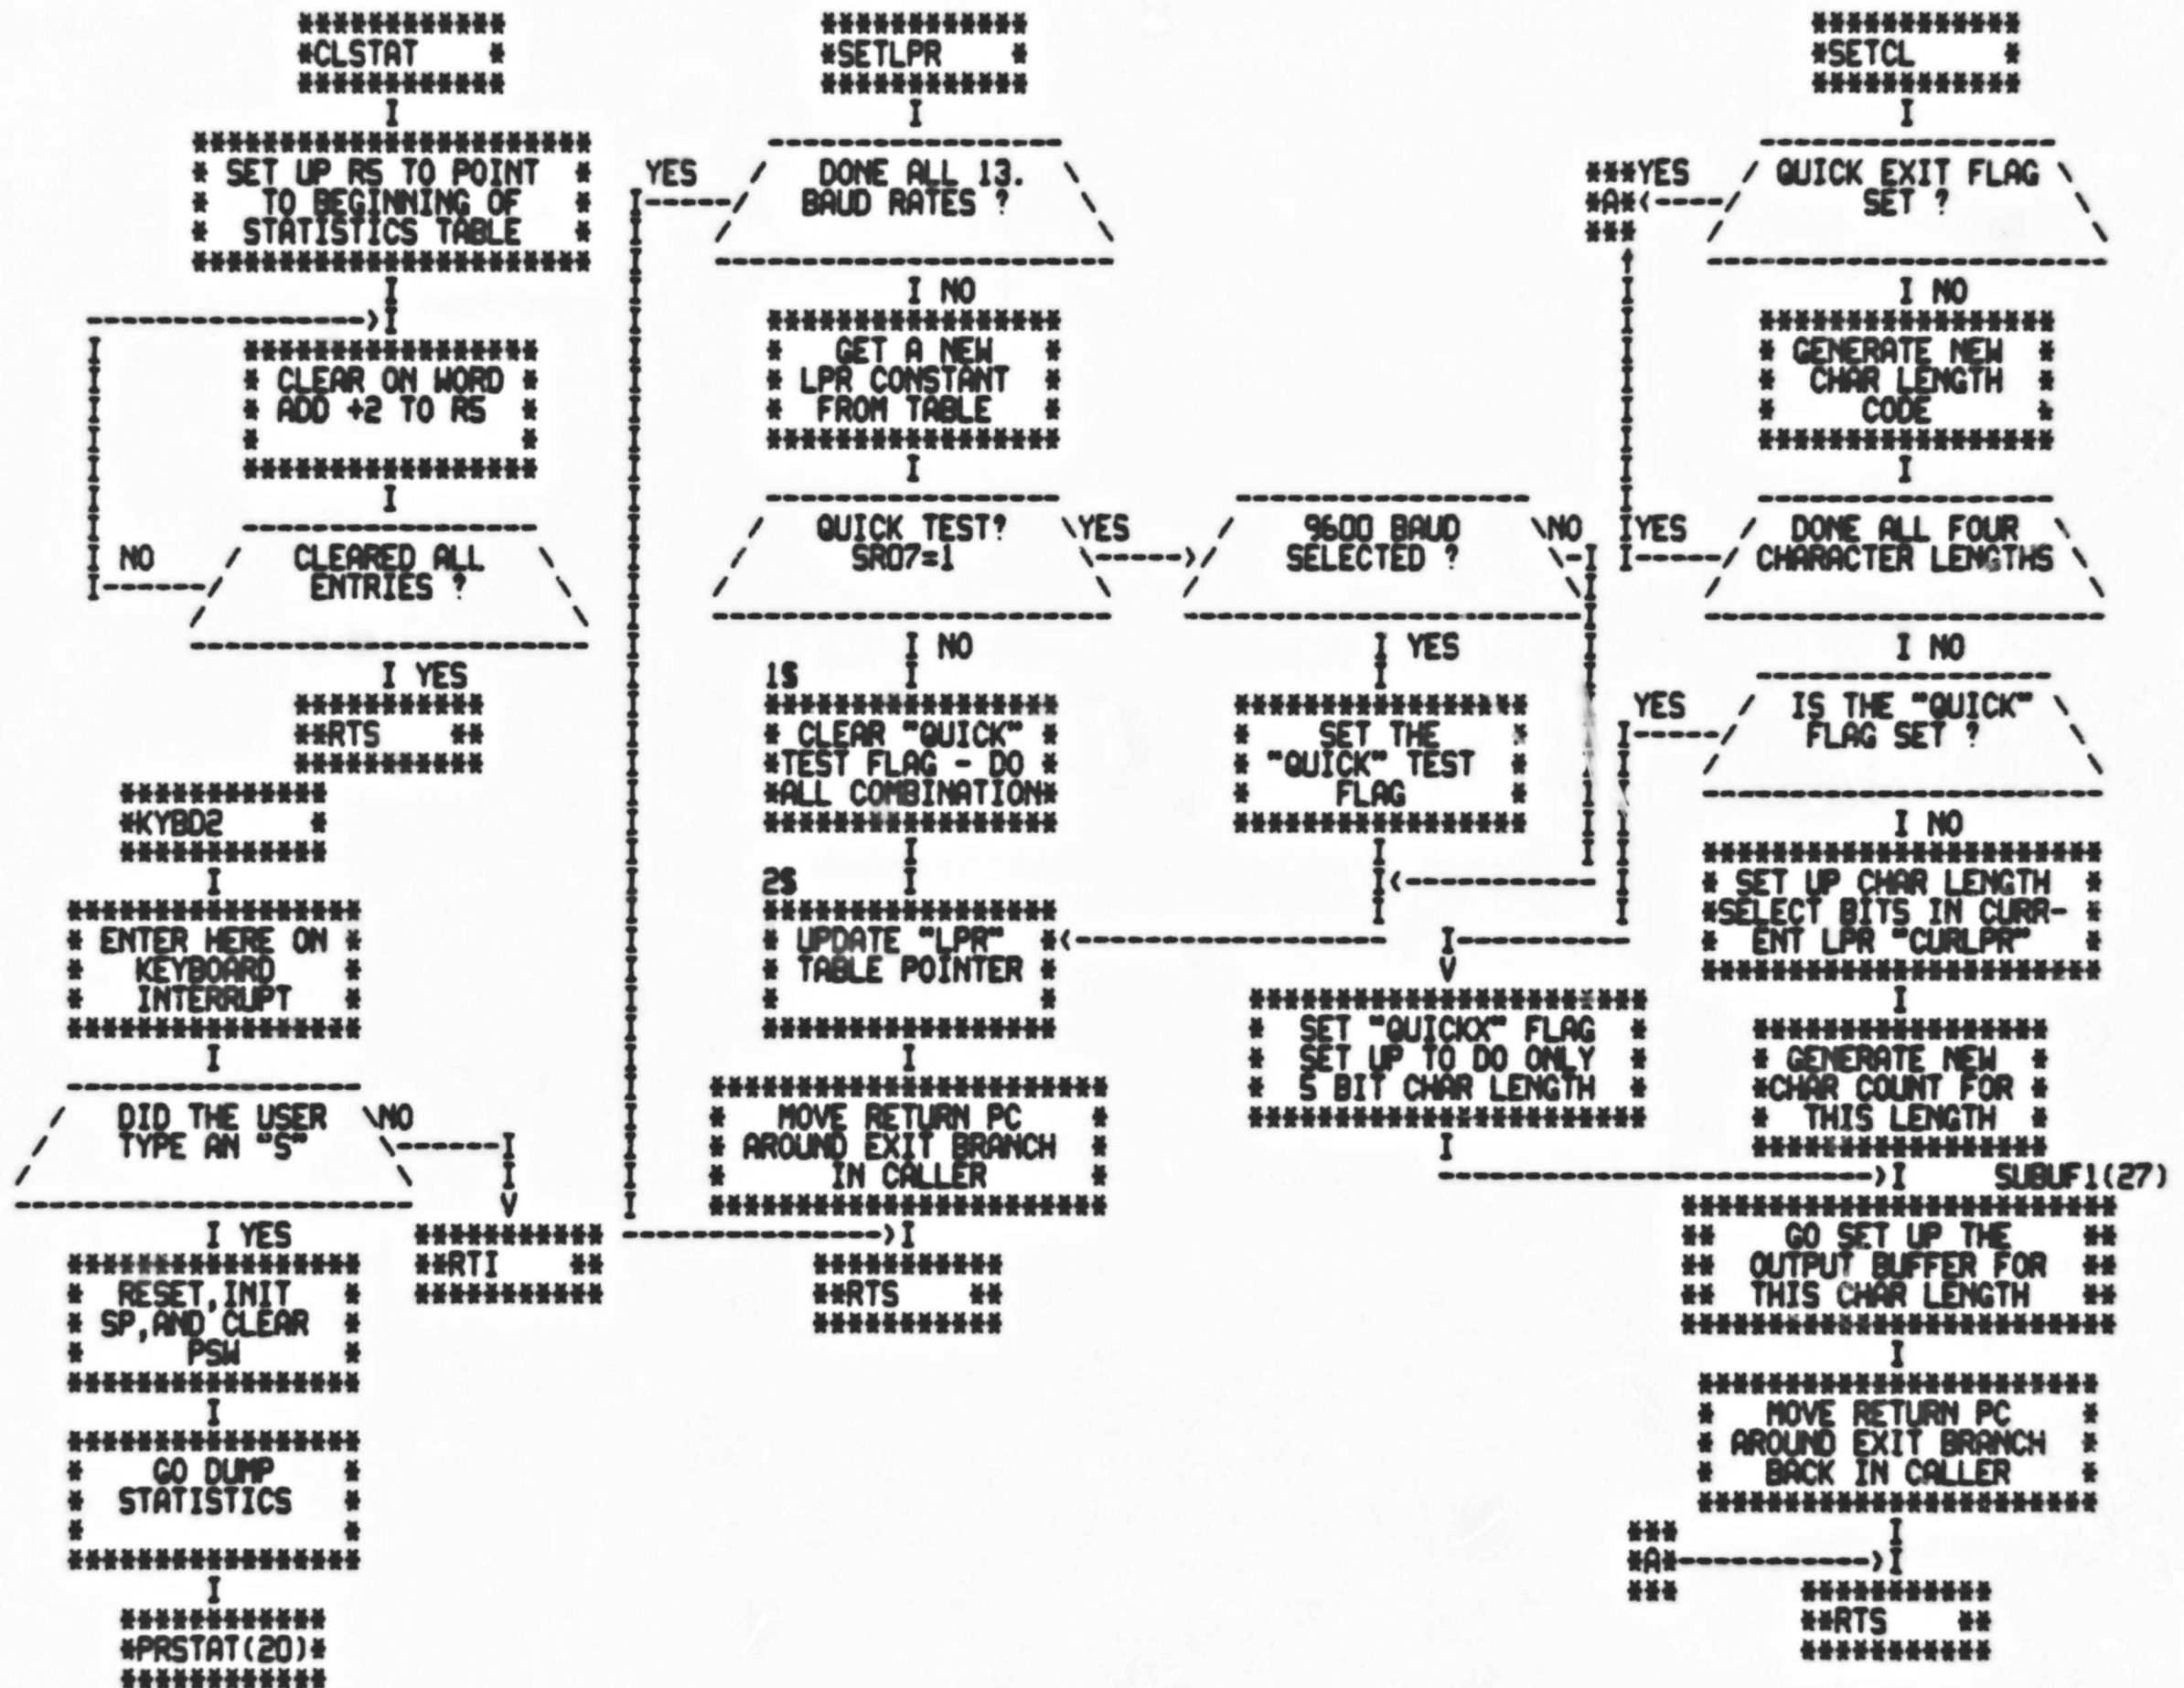 CLSTAT
SET UP R5 TO POINT
TO BEGINNING OF
STATISTICS TABLE
CLEAR ON WORD
ADD +2 TO R5
NO
CLEARED ALL
ENTRIES ?
YES
RTS
KYBD2
ENTER HERE ON
KEYBOARD
INTERRUPT
DID THE USER
TYPE AN "S"
NO
RTI
YES
RESET,INIT
SP,AND CLEAR
PSW
GO DUMP
STATISTICS
PRSTAT(20)
SETLPR
YES
DONE ALL 13.
BAUD RATES ?
NO
GET A NEW
LPR CONSTANT
FROM TABLE
QUICK TEST?
SR07=1
YES
9600 BAUD
SELECTED ?
NO
NO
1$
CLEAR "QUICK"
TEST FLAG - DO
ALL COMBINATION
YES
SET THE
"QUICK" TEST
FLAG
2$
UPDATE "LPR"
TABLE POINTER
MOVE RETURN PC
AROUND EXIT BRANCH
IN CALLER
RTS
SETCL
YES
A
QUICK EXIT FLAG
SET ?
NO
GENERATE NEW
CHAR LENGTH
CODE
YES
DONE ALL FOUR
CHARACTER LENGTHS
NO
YES
IS THE "QUICK"
FLAG SET ?
NO
SET UP CHAR LENGTH
SELECT BITS IN CURR-
ENT LPR "CURLPR"
SET "QUICKX" FLAG
SET UP TO DO ONLY
5 BIT CHAR LENGTH
GENERATE NEW
CHAR COUNT FOR
THIS LENGTH
SUBUF1(27)
GO SET UP THE
OUTPUT BUFFER FOR
THIS CHAR LENGTH
MOVE RETURN PC
AROUND EXIT BRANCH
BACK IN CALLER
A
RTS